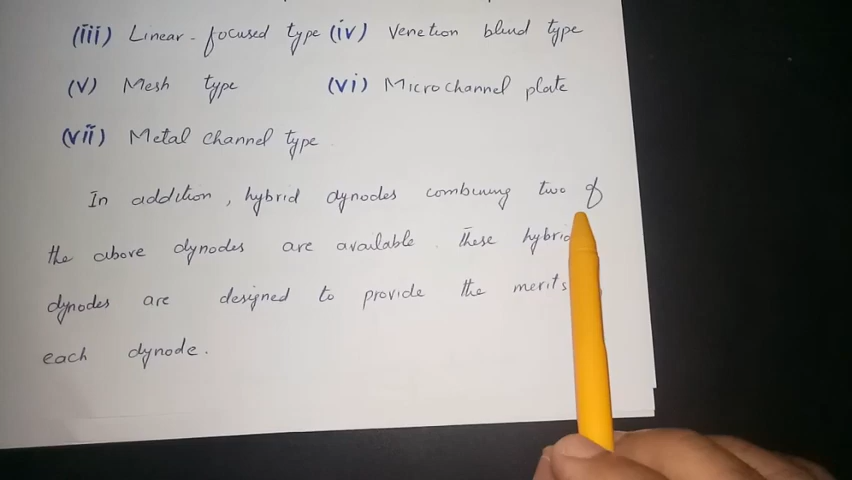 (iii) Linear-focused type (iv) Venetion blind type
(v) Mesh type (vi) Microchannel plate
(vii) Metal channel type
In addition, hybrid dynodes combining two of
the above dynodes are available. These hybrid
dynodes are designed to provide the merits
each dynode.